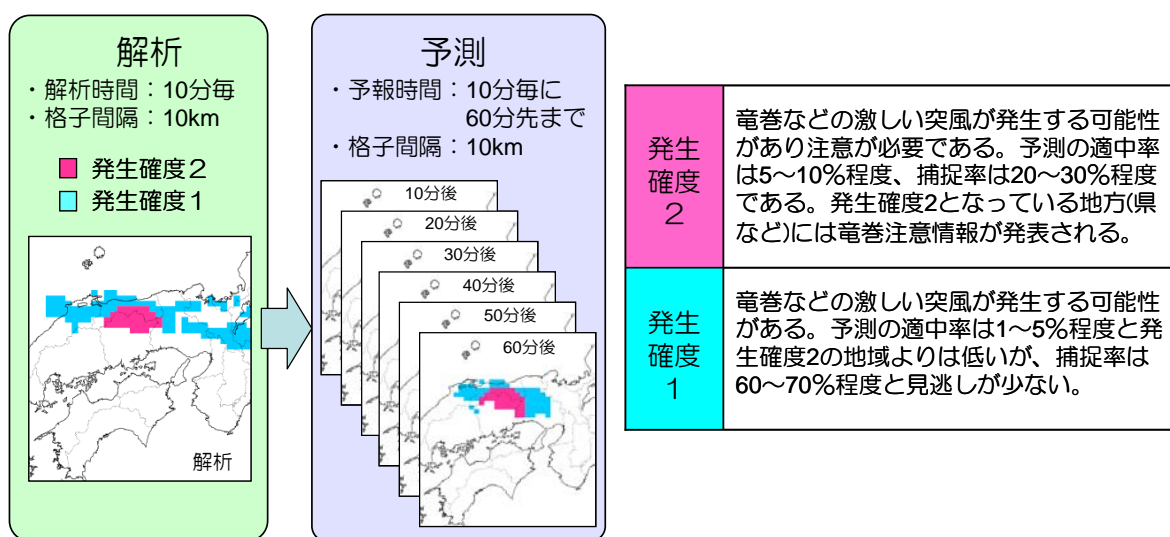 解析
・解析時間：10分毎
・格子間隔：10km
発生確度２
発生確度１
解析
予測
・予報時間：10分毎に
60分先まで
・格子間隔：10km
10分後
20分後
30分後
40分後
50分後
60分後
発生
確度
２
竜巻などの激しい突風が発生する可能性
があり注意が必要である。予測の適中率
は5～10%程度、捕捉率は20～30%程度
である。発生確度2となっている地方(県
など)には竜巻注意情報が発表される。
発生
確度
１
竜巻などの激しい突風が発生する可能性
がある。予測の適中率は1～5%程度と発
生確度2の地域よりは低いが、捕捉率は
60～70%程度と見逃しが少ない。